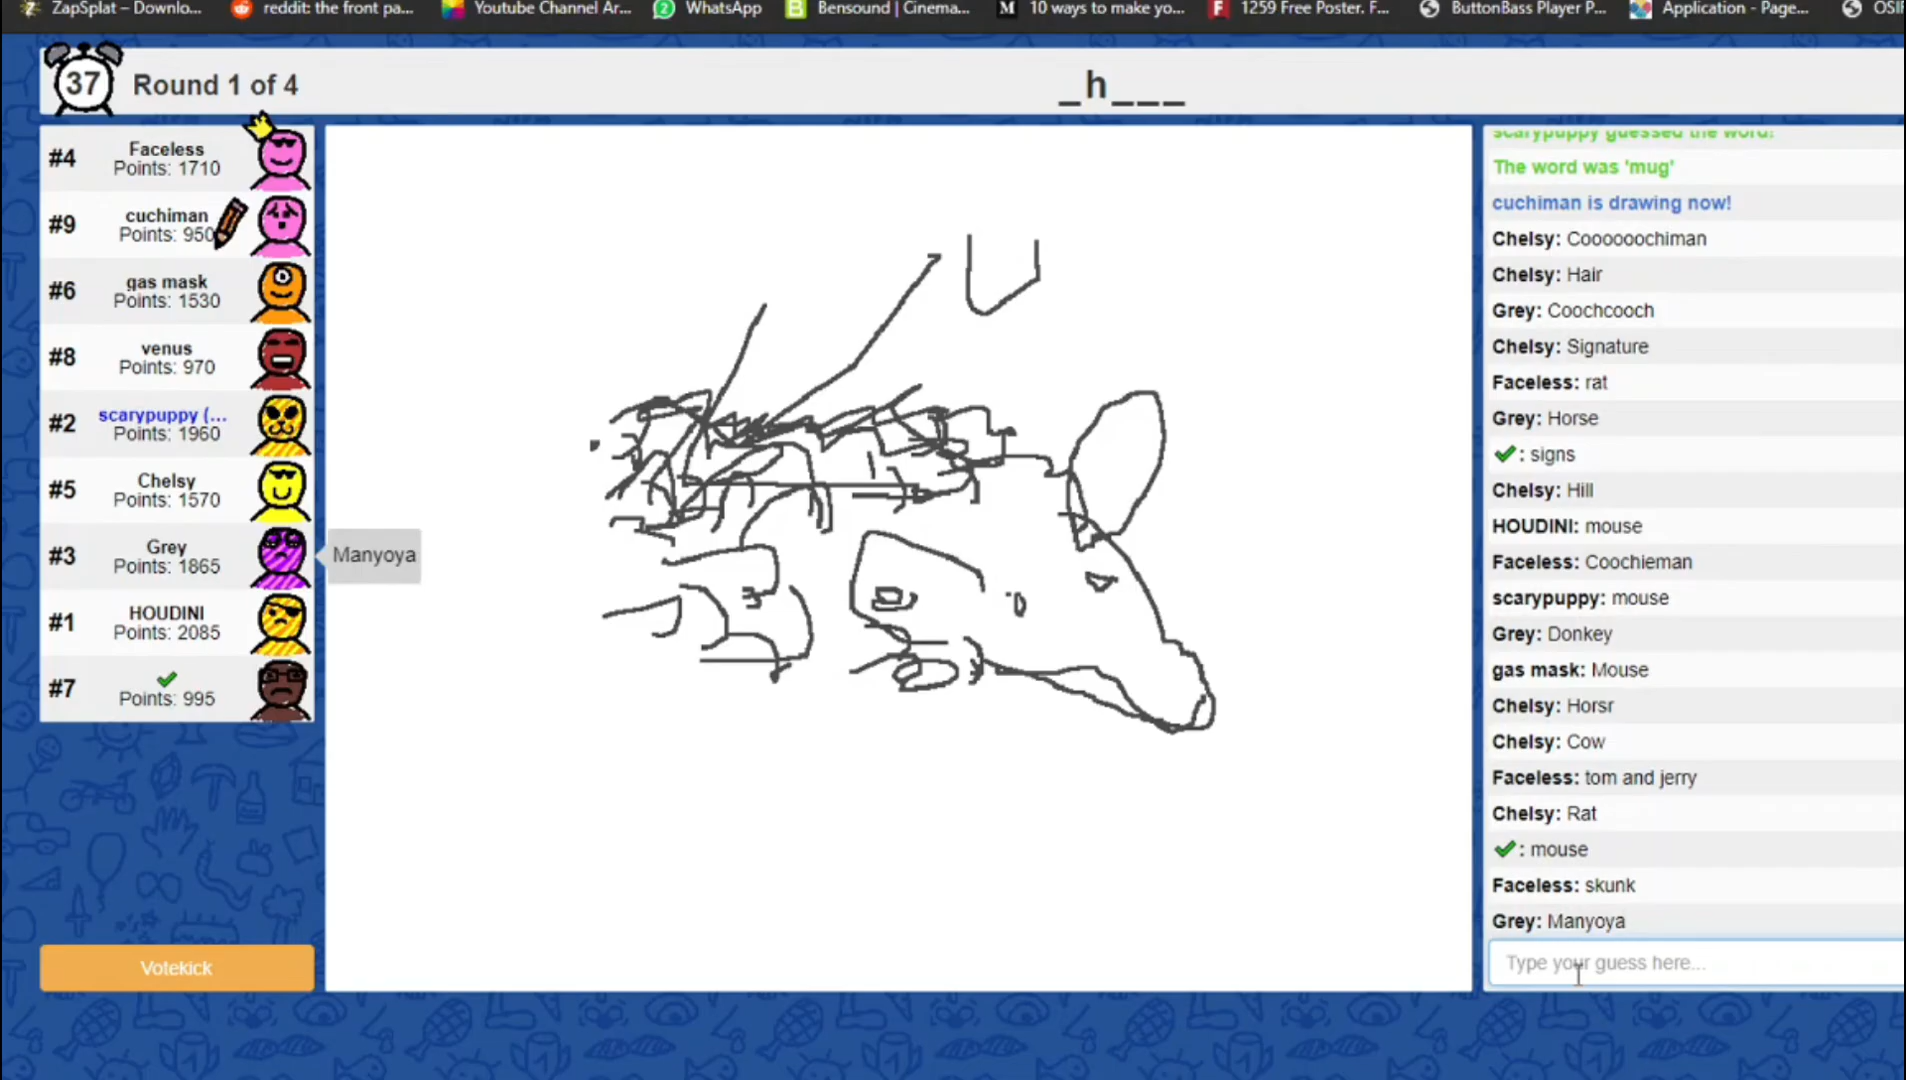 ZapSplat – Downlo...
reddit: the front pa...
Youtube Channel Ar...
WhatsApp
Bensound | Cinema...
10 ways to make yo...
1259 Free Poster. F...
ButtonBass Player P...
Application - Page...
OSIF
37
Round 1 of 4
_h___
#4
Faceless
Points: 1710
#9
cuchiman
Points: 950
#6
gas mask
Points: 1530
#8
venus
Points: 970
#2
scarypuppy (...
Points: 1960
#5
Chelsy
Points: 1570
#3
Grey
Points: 1865
Manyoya
#1
HOUDINI
Points: 2085
#7
Points: 995
Votekick
scarypuppy guessed the word!
The word was 'mug'
cuchiman is drawing now!
Chelsy: Cooooooochiman
Chelsy: Hair
Grey: Coochcooch
Chelsy: Signature
Faceless: rat
Grey: Horse
: signs
Chelsy: Hill
HOUDINI: mouse
Faceless: Coochieman
scarypuppy: mouse
Grey: Donkey
gas mask: Mouse
Chelsy: Horsr
Chelsy: Cow
Faceless: tom and jerry
Chelsy: Rat
: mouse
Faceless: skunk
Grey: Manyoya
Type your guess here...